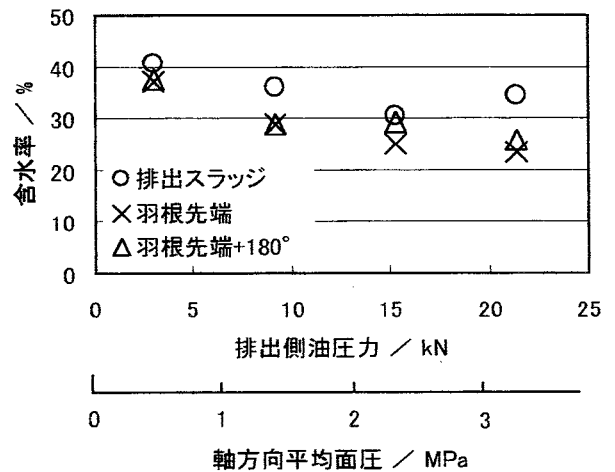 50
40
30
20
10
0
含水率 / %
○排出スラッジ
×羽根先端
△羽根先端+180°
0 5 10 15 20 25
排出側油圧力 / kN
0 1 2 3
軸方向平均面圧 / MPa